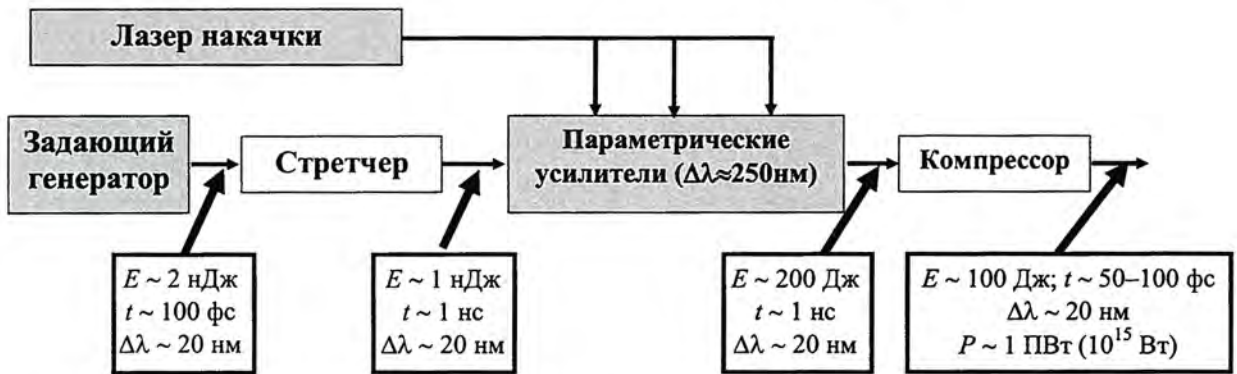 Лазер накачки
Задающий
генератор
Стретчер
Параметрические
усилители (Δλ≈250нм)
Компрессор
E ~ 2 нДж
t ~ 100 фс
Δλ ~ 20 нм
E ~ 1 нДж
t ~ 1 нс
Δλ ~ 20 нм
E ~ 200 Дж
t ~ 1 нс
Δλ ~ 20 нм
E ~ 100 Дж; t ~ 50–100 фс
Δλ ~ 20 нм
P ~ 1 ПВт (10¹⁵ Вт)